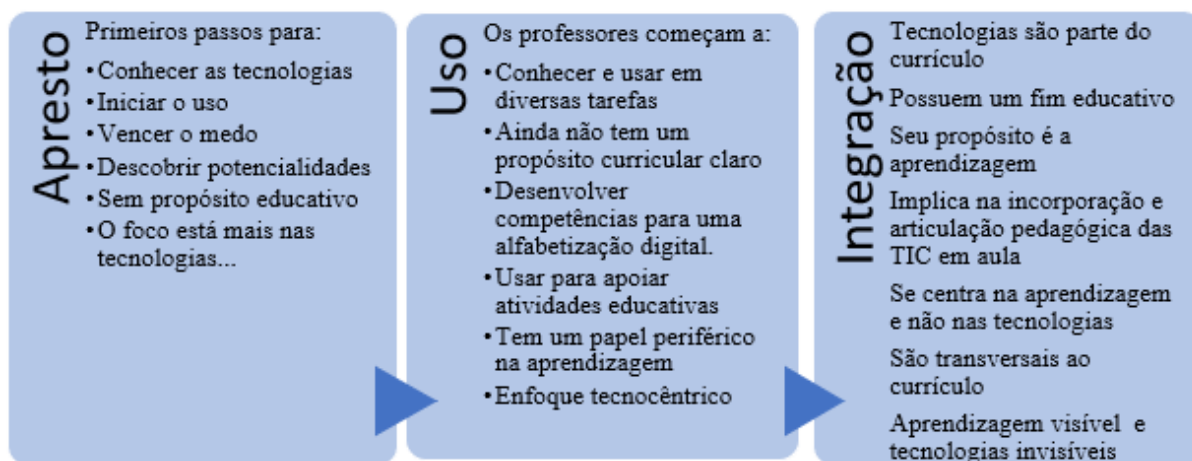 Apresto
Primeiros passos para:
•Conhecer as tecnologias
•Iniciar o uso
•Vencer o medo
•Descobrir potencialidades
•Sem propósito educativo
•O foco está mais nas
tecnologias...
Uso
Os professores começam a:
•Conhecer e usar em
diversas tarefas
•Ainda não tem um
propósito curricular claro
•Desenvolver
competências para uma
alfabetização digital.
•Usar para apoiar
atividades educativas
•Tem um papel periférico
na aprendizagem
•Enfoque tecnocêntrico
Integração
Tecnologias são parte do
currículo
Possuem um fim educativo
Seu propósito é a
aprendizagem
Implica na incorporação e
articulação pedagógica das
TIC em aula
Se centra na aprendizagem
e não nas tecnologias
São transversais ao
currículo
Aprendizagem visível e
tecnologias invisíveis